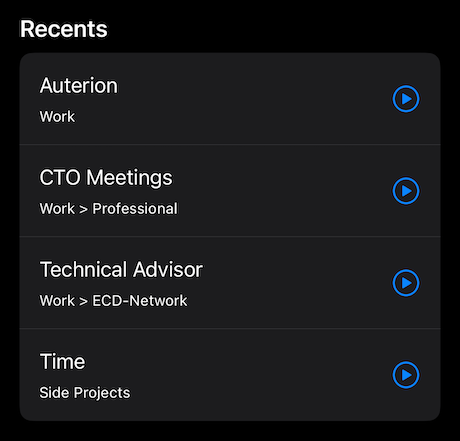 Recents
Auterion
Work
CTO Meetings
Work > Professional
Technical Advisor
Work > ECD-Network
Time
Side Projects